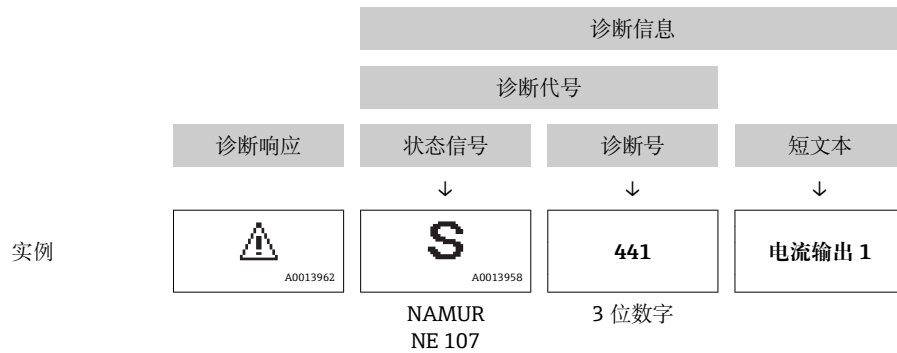 诊断信息
诊断代号
诊断响应 状态信号 诊断号 短文本
↓ ↓ ↓
实例 S 441 电流输出 1
A0013962 A0013958
NAMUR 3 位数字
NE 107